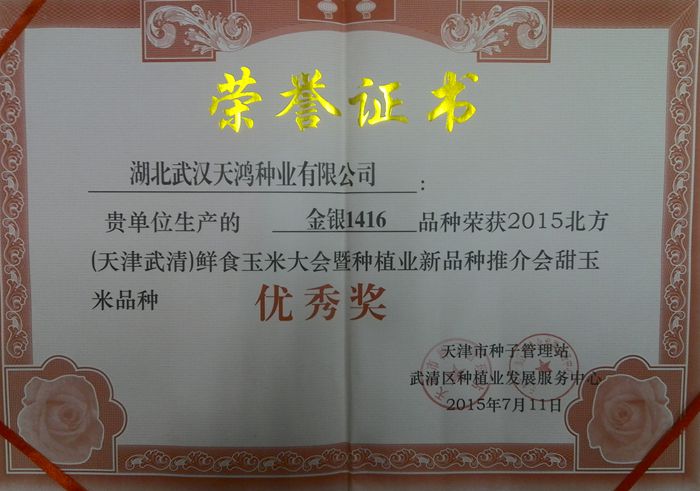 荣誉证书
湖北武汉天鸿种业有限公司：
贵单位生产的 金银1416 品种荣获2015北方
(天津武清)鲜食玉米大会暨种植业新品种推介会甜玉
米品种 优秀奖
天津市种子管理站
武清区种植业发展服务中心
2015年7月11日